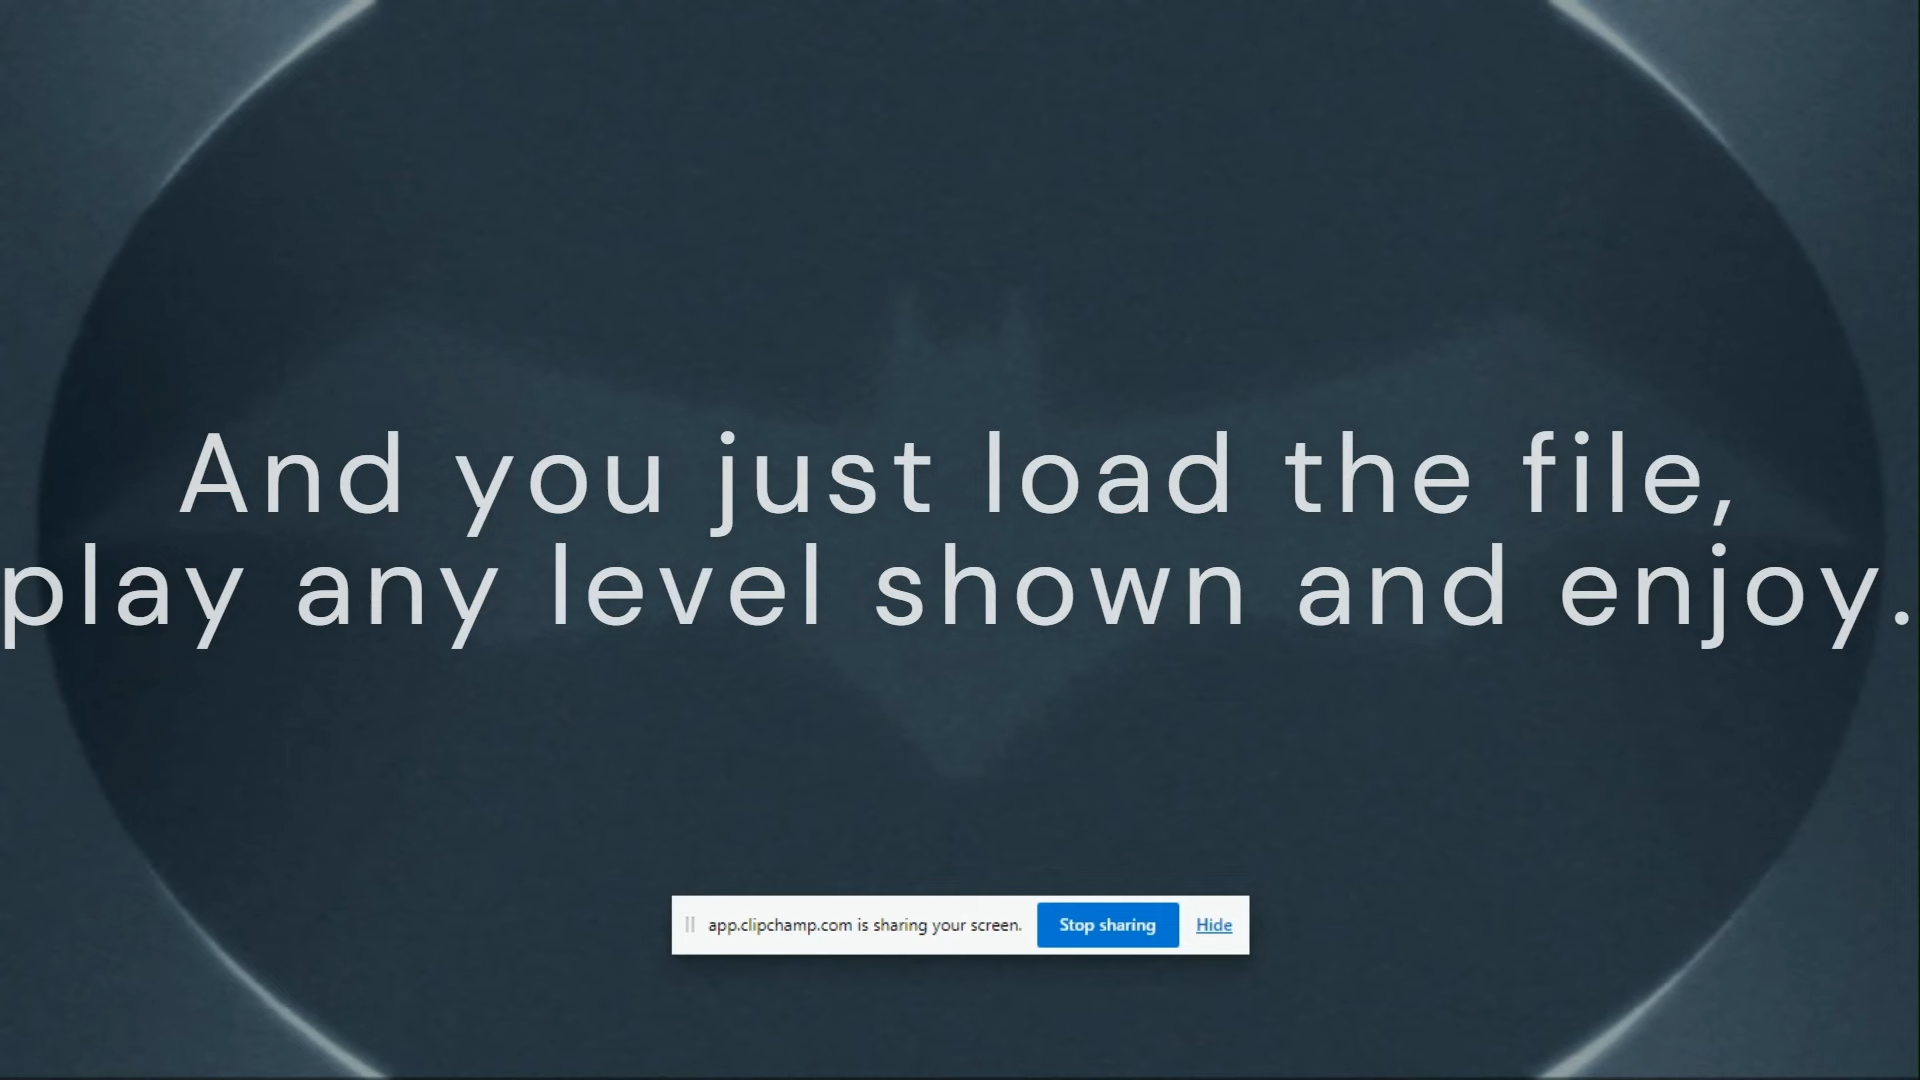 And you just load the file,
play any level shown and enjoy.
app.clipchamp.com is sharing your screen. Stop sharing Hide